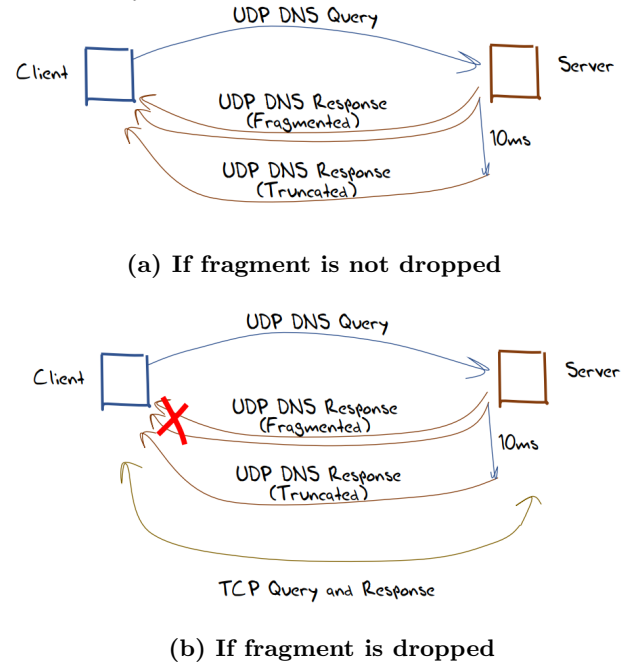 UDP DNS Query
Client
Server
UDP DNS Response
(Fragmented)
10ms
UDP DNS Response
(Truncated)
(a) If fragment is not dropped
UDP DNS Query
Client
Server
UDP DNS Response
(Fragmented)
10ms
UDP DNS Response
(Truncated)
TCP Query and Response
(b) If fragment is dropped